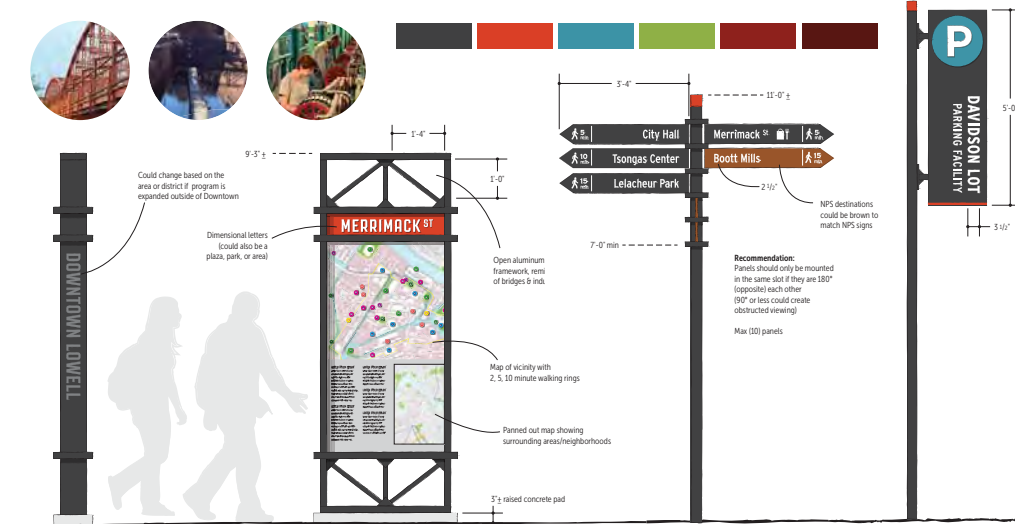 3'-4"
11'-0" ±
P
DAVIDSON LOT
PARKING FACILITY
5'-0
3 1/2"
1'-4"
9'-3" ±
1'-0"
Could change based on the
area or district if program is
expanded outside of Downtown
DOWNTOWN LOWELL
Dimensional letters
(could also be a
plaza, park, or area)
MERRIMACK ST
Open aluminum
framework, remi
of bridges & indu
Map of vicinity with
2, 5, 10 minute walking rings
Panned out map showing
surrounding areas/neighborhoods
3"± raised concrete pad
5 min. City Hall
Merrimack St 5 min.
10 min. Tsongas Center
Boott Mills 15 min.
15 min. Lelacheur Park
2 1/2"
7'-0" min
NPS destinations
could be brown to
match NPS signs
Recommendation:
Panels should only be mounted
in the same slot if they are 180°
(opposite) each other
(90° or less could create
obstructed viewing)
Max (10) panels